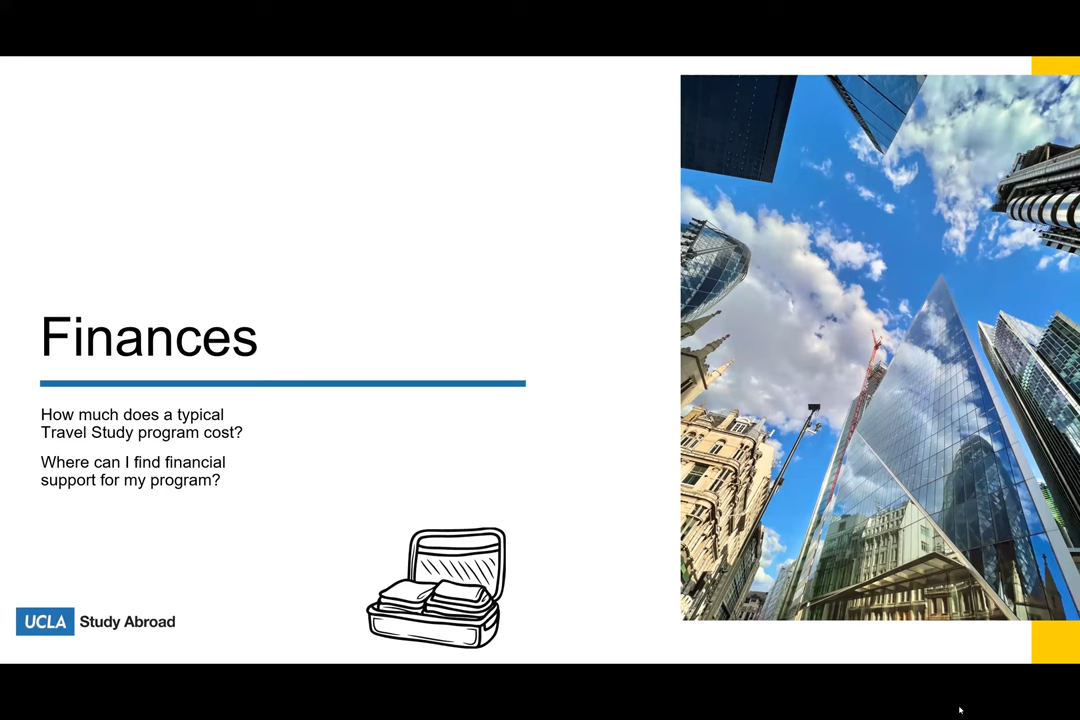 Finances
How much does a typical
Travel Study program cost?
Where can I find financial
support for my program?
UCLA Study Abroad